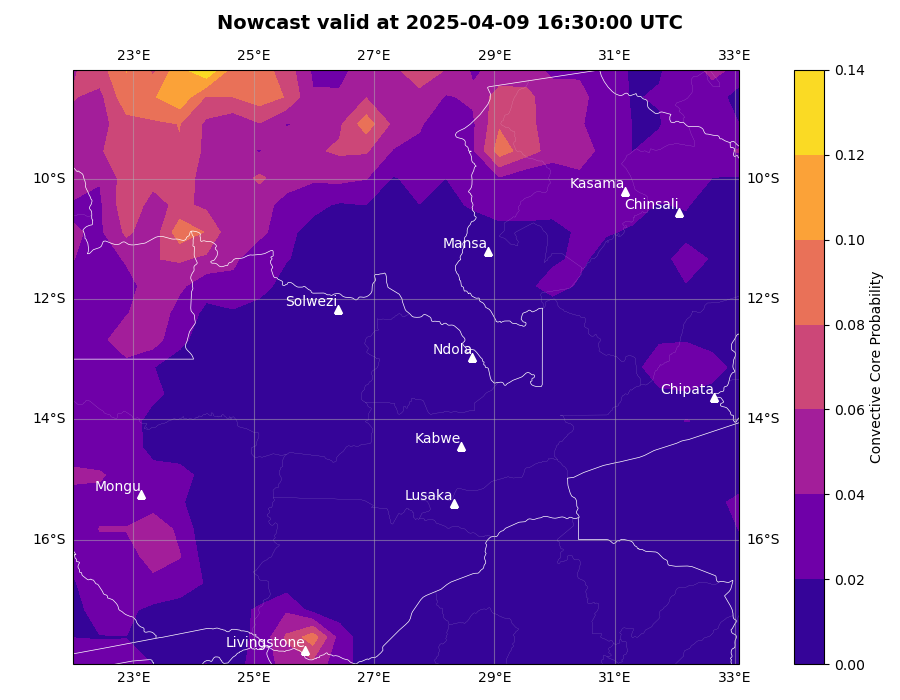 Nowcast valid at 2025-04-09 16:30:00 UTC
23°E 25°E 27°E 29°E 31°E 33°E
0.14
0.12
10°S Kasama 10°S
Chinsali
0.10
Mansa
12°S Solwezi 12°S
0.08
Ndola
Chipata
0.06
14°S 14°S
Kabwe
Mongu Lusaka
0.04
16°S 16°S
0.02
Livingstone
0.00
23°E 25°E 27°E 29°E 31°E 33°E
Convective Core Probability